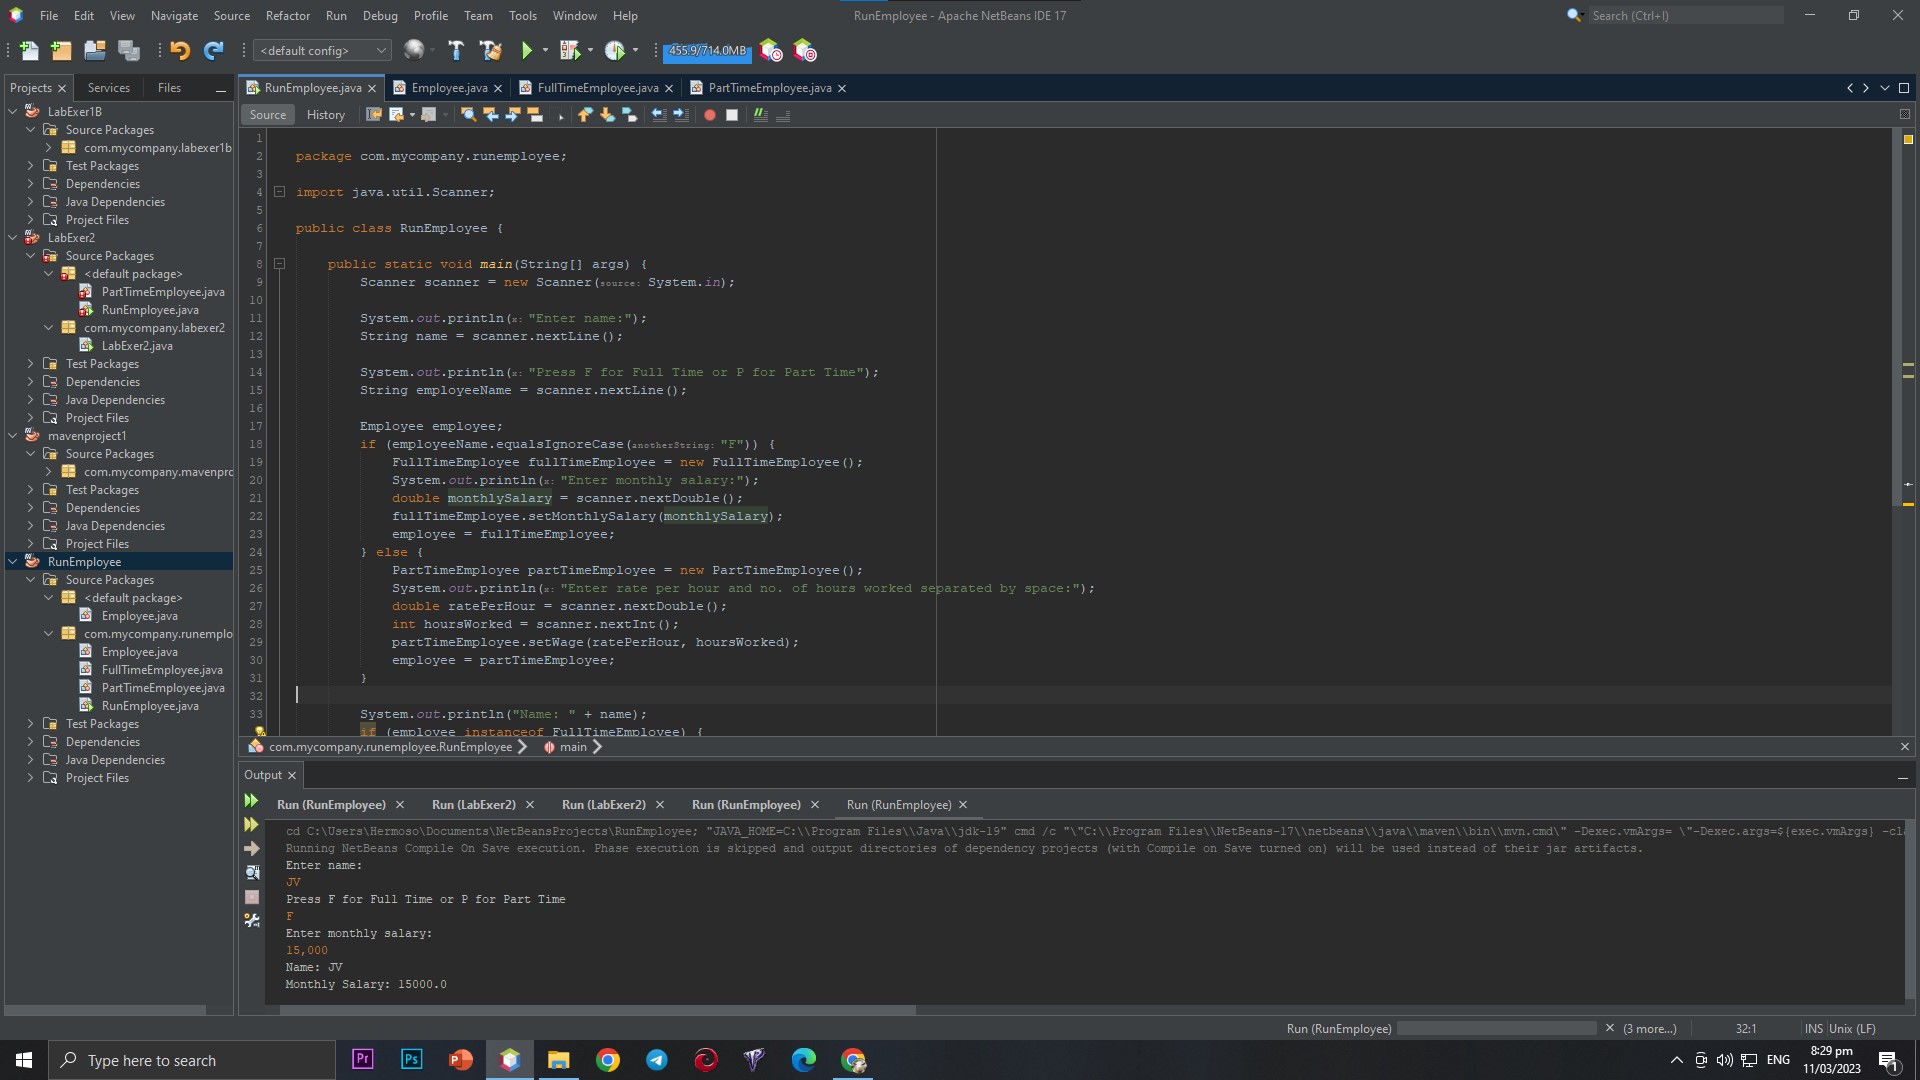 File Edit View Navigate Source Refactor Run Debug Profile Team Tools Window Help
RunEmployee - Apache NetBeans IDE 17
Search (Ctrl+I)
<default config>
455.9/714.0MB
Projects Services Files
LabExer1B
Source Packages
com.mycompany.labexer1b
Test Packages
Dependencies
Java Dependencies
Project Files
LabExer2
Source Packages
<default package>
PartTimeEmployee.java
RunEmployee.java
com.mycompany.labexer2
LabExer2.java
Test Packages
Dependencies
Java Dependencies
Project Files
mavenproject1
Source Packages
com.mycompany.mavenprc
Test Packages
Dependencies
Java Dependencies
Project Files
RunEmployee
Source Packages
<default package>
Employee.java
com.mycompany.runemplo
Employee.java
FullTimeEmployee.java
PartTimeEmployee.java
RunEmployee.java
Test Packages
Dependencies
Java Dependencies
Project Files
RunEmployee.java Employee.java FullTimeEmployee.java PartTimeEmployee.java
Source History
1
2 package com.mycompany.runemployee;
3
4 import java.util.Scanner;
5
6 public class RunEmployee {
7
8 public static void main(String[] args) {
9 Scanner scanner = new Scanner(source: System.in);
10
11 System.out.println(x: "Enter name:");
12 String name = scanner.nextLine();
13
14 System.out.println(x: "Press F for Full Time or P for Part Time");
15 String employeeName = scanner.nextLine();
16
17 Employee employee;
18 if (employeeName.equalsIgnoreCase(anotherString: "F")) {
19 FullTimeEmployee fullTimeEmployee = new FullTimeEmployee();
20 System.out.println(x: "Enter monthly salary:");
21 double monthlySalary = scanner.nextDouble();
22 fullTimeEmployee.setMonthlySalary(monthlySalary);
23 employee = fullTimeEmployee;
24 } else {
25 PartTimeEmployee partTimeEmployee = new PartTimeEmployee();
26 System.out.println(x: "Enter rate per hour and no. of hours worked separated by space:");
27 double ratePerHour = scanner.nextDouble();
28 int hoursWorked = scanner.nextInt();
29 partTimeEmployee.setWage(ratePerHour, hoursWorked);
30 employee = partTimeEmployee;
31 }
32
33 System.out.println("Name: " + name);
if (employee instanceof FullTimeEmployee) {
com.mycompany.runemployee.RunEmployee main
Output
Run (RunEmployee) Run (LabExer2) Run (LabExer2) Run (RunEmployee) Run (RunEmployee)
cd C:\Users\Hermoso\Documents\NetBeansProjects\RunEmployee; "JAVA_HOME=C:\\Program Files\\Java\\jdk-19" cmd /c "\"C:\\Program Files\\NetBeans-17\\netbeans\\java\\maven\\bin\\mvn.cmd\" -Dexec.vmArgs= \"-Dexec.args=${exec.vmArgs} -cl
Running NetBeans Compile On Save execution. Phase execution is skipped and output directories of dependency projects (with Compile on Save turned on) will be used instead of their jar artifacts.
Enter name:
JV
Press F for Full Time or P for Part Time
F
Enter monthly salary:
15,000
Name: JV
Monthly Salary: 15000.0
Run (RunEmployee) (3 more...) 32:1 INS Unix (LF)
Type here to search
Pr Ps
ENG
8:29 pm
11/03/2023
1